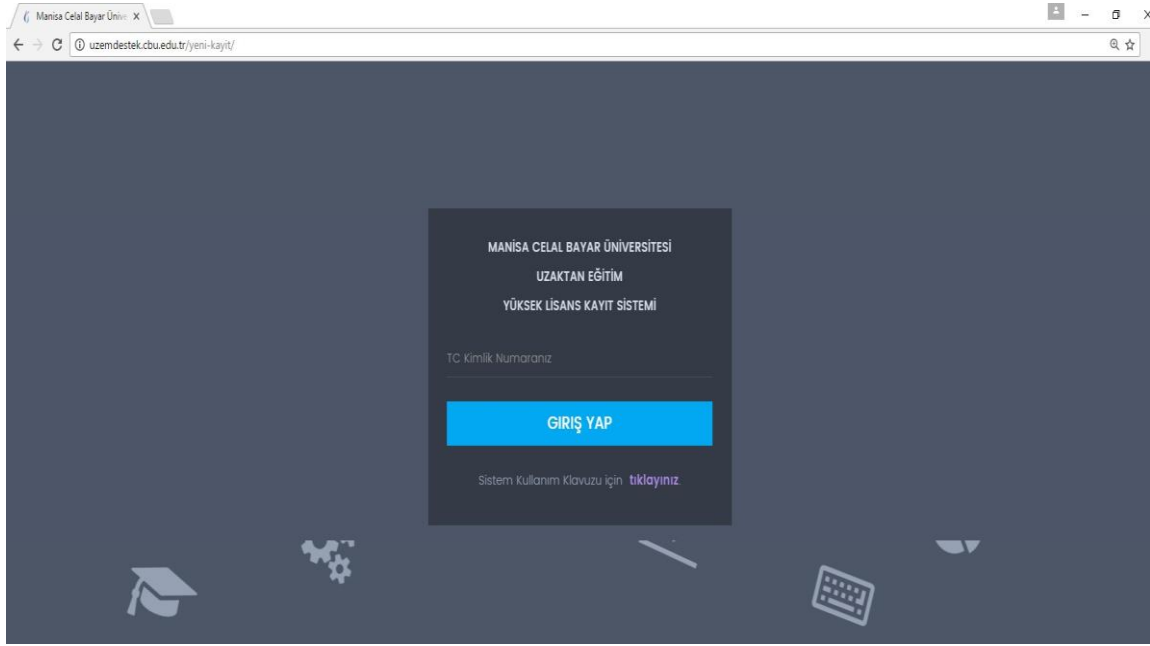 Manisa Celal Bayar Ünive
uzemdestek.cbu.edu.tr/yeni-kayit/
MANİSA CELAL BAYAR ÜNİVERSİTESİ
UZAKTAN EĞİTİM
YÜKSEK LİSANS KAYIT SİSTEMİ
TC Kimlik Numaranız
GIRIŞ YAP
Sistem Kullanım Klavuzu için tıklayınız.